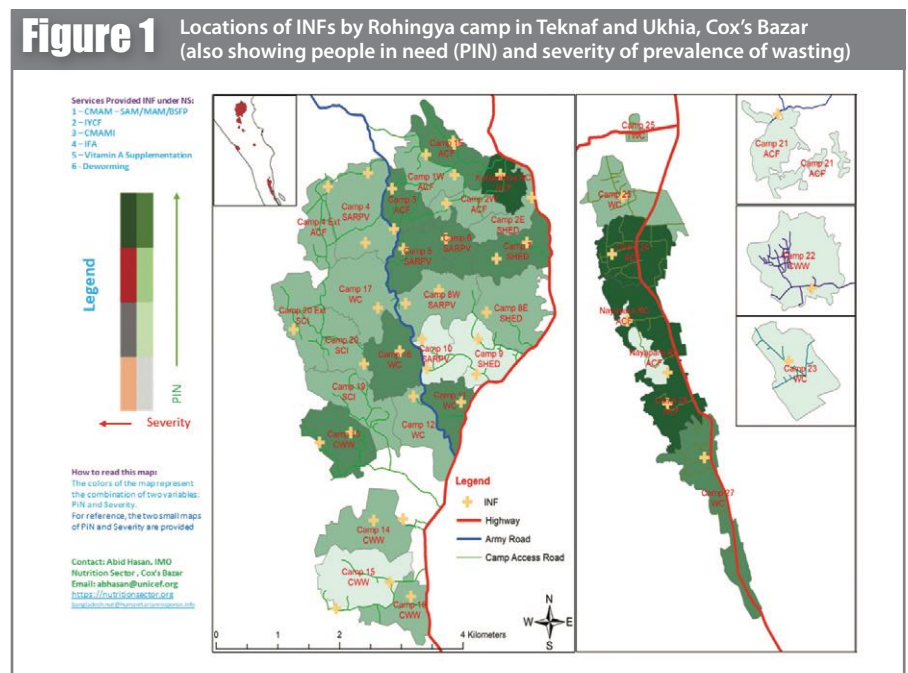 Figure 1
Locations of INFs by Rohingya camp in Teknaf and Ukhia, Cox's Bazar
(also showing people in need (PIN) and severity of prevalence of wasting)
Services Provided INF under NS:
1 – CMAM – SAM/MAM/BSFP
2 – IYCF
3 – CMAMI
4 – IFA
5 – Vitamin A Supplementation
6 - Deworming
Legend
PIN
Severity
How to read this map:
The colors of the map represent
the combination of two variables:
PiN and Severity.
For reference, the two small maps
of PiN and Severity are provided
Contact: Abid Hasan, IMO
Nutrition Sector , Cox's Bazar
Email: abhasan@unicef.org
https://nutritionsector.org
Camp 1E
ACF
Camp 1W
ACF
Camp 3
ACF
Camp 2W
ACF
Camp 4
SARPV
Camp 4 Ext
ACF
Camp 2E
SHED
SARPV
Camp 7
SHED
SARPV
Camp 17
WC
Camp 8W
SARPV
Camp 8E
SHED
Camp 20 Ext
SCI
Camp 20
SCI
WC
Camp 10
SARPV
Camp 9
SHED
Camp 19
SCI
WC
Camp 12
WC
CWW
Camp 14
CWW
Camp 15
CWW
Camp 16
CWW
Legend
INF
Highway
Army Road
Camp Access Road
N
W
E
S
0
1
2
4 Kilometers
Camp 25
WC
WC
ACF
ACF
Camp 27
WC
Camp 21
ACF
Camp 21
ACF
Camp 22
CWW
Camp 23
WC